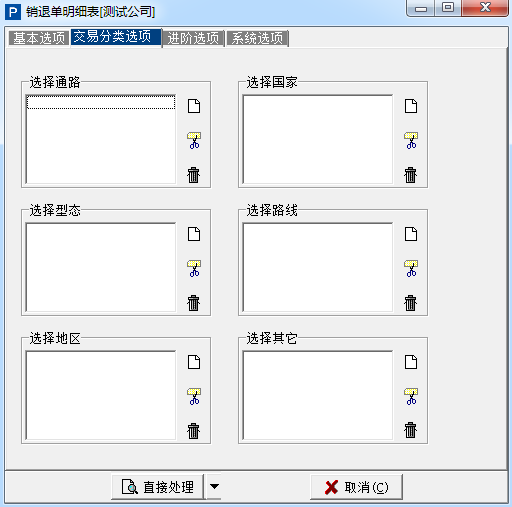 P 销退单明细表[测试公司]
基本选项 交易分类选项 进阶选项 系统选项
选择通路 选择国家
选择型态 选择路线
选择地区 选择其它
直接处理 取消(C)